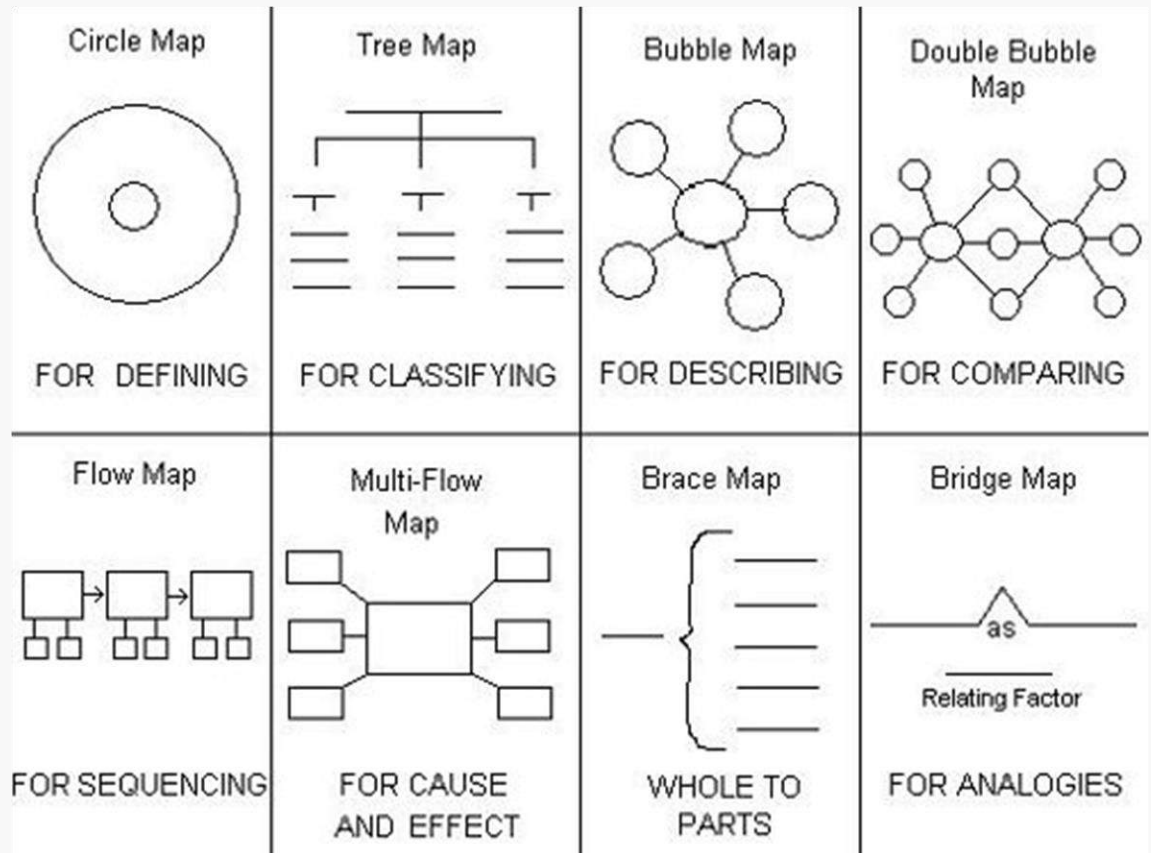 Circle Map
FOR DEFINING
Tree Map
FOR CLASSIFYING
Bubble Map
FOR DESCRIBING
Double Bubble
Map
FOR COMPARING
Flow Map
FOR SEQUENCING
Multi-Flow
Map
FOR CAUSE
AND EFFECT
Brace Map
WHOLE TO
PARTS
Bridge Map
as
Relating Factor
FOR ANALOGIES